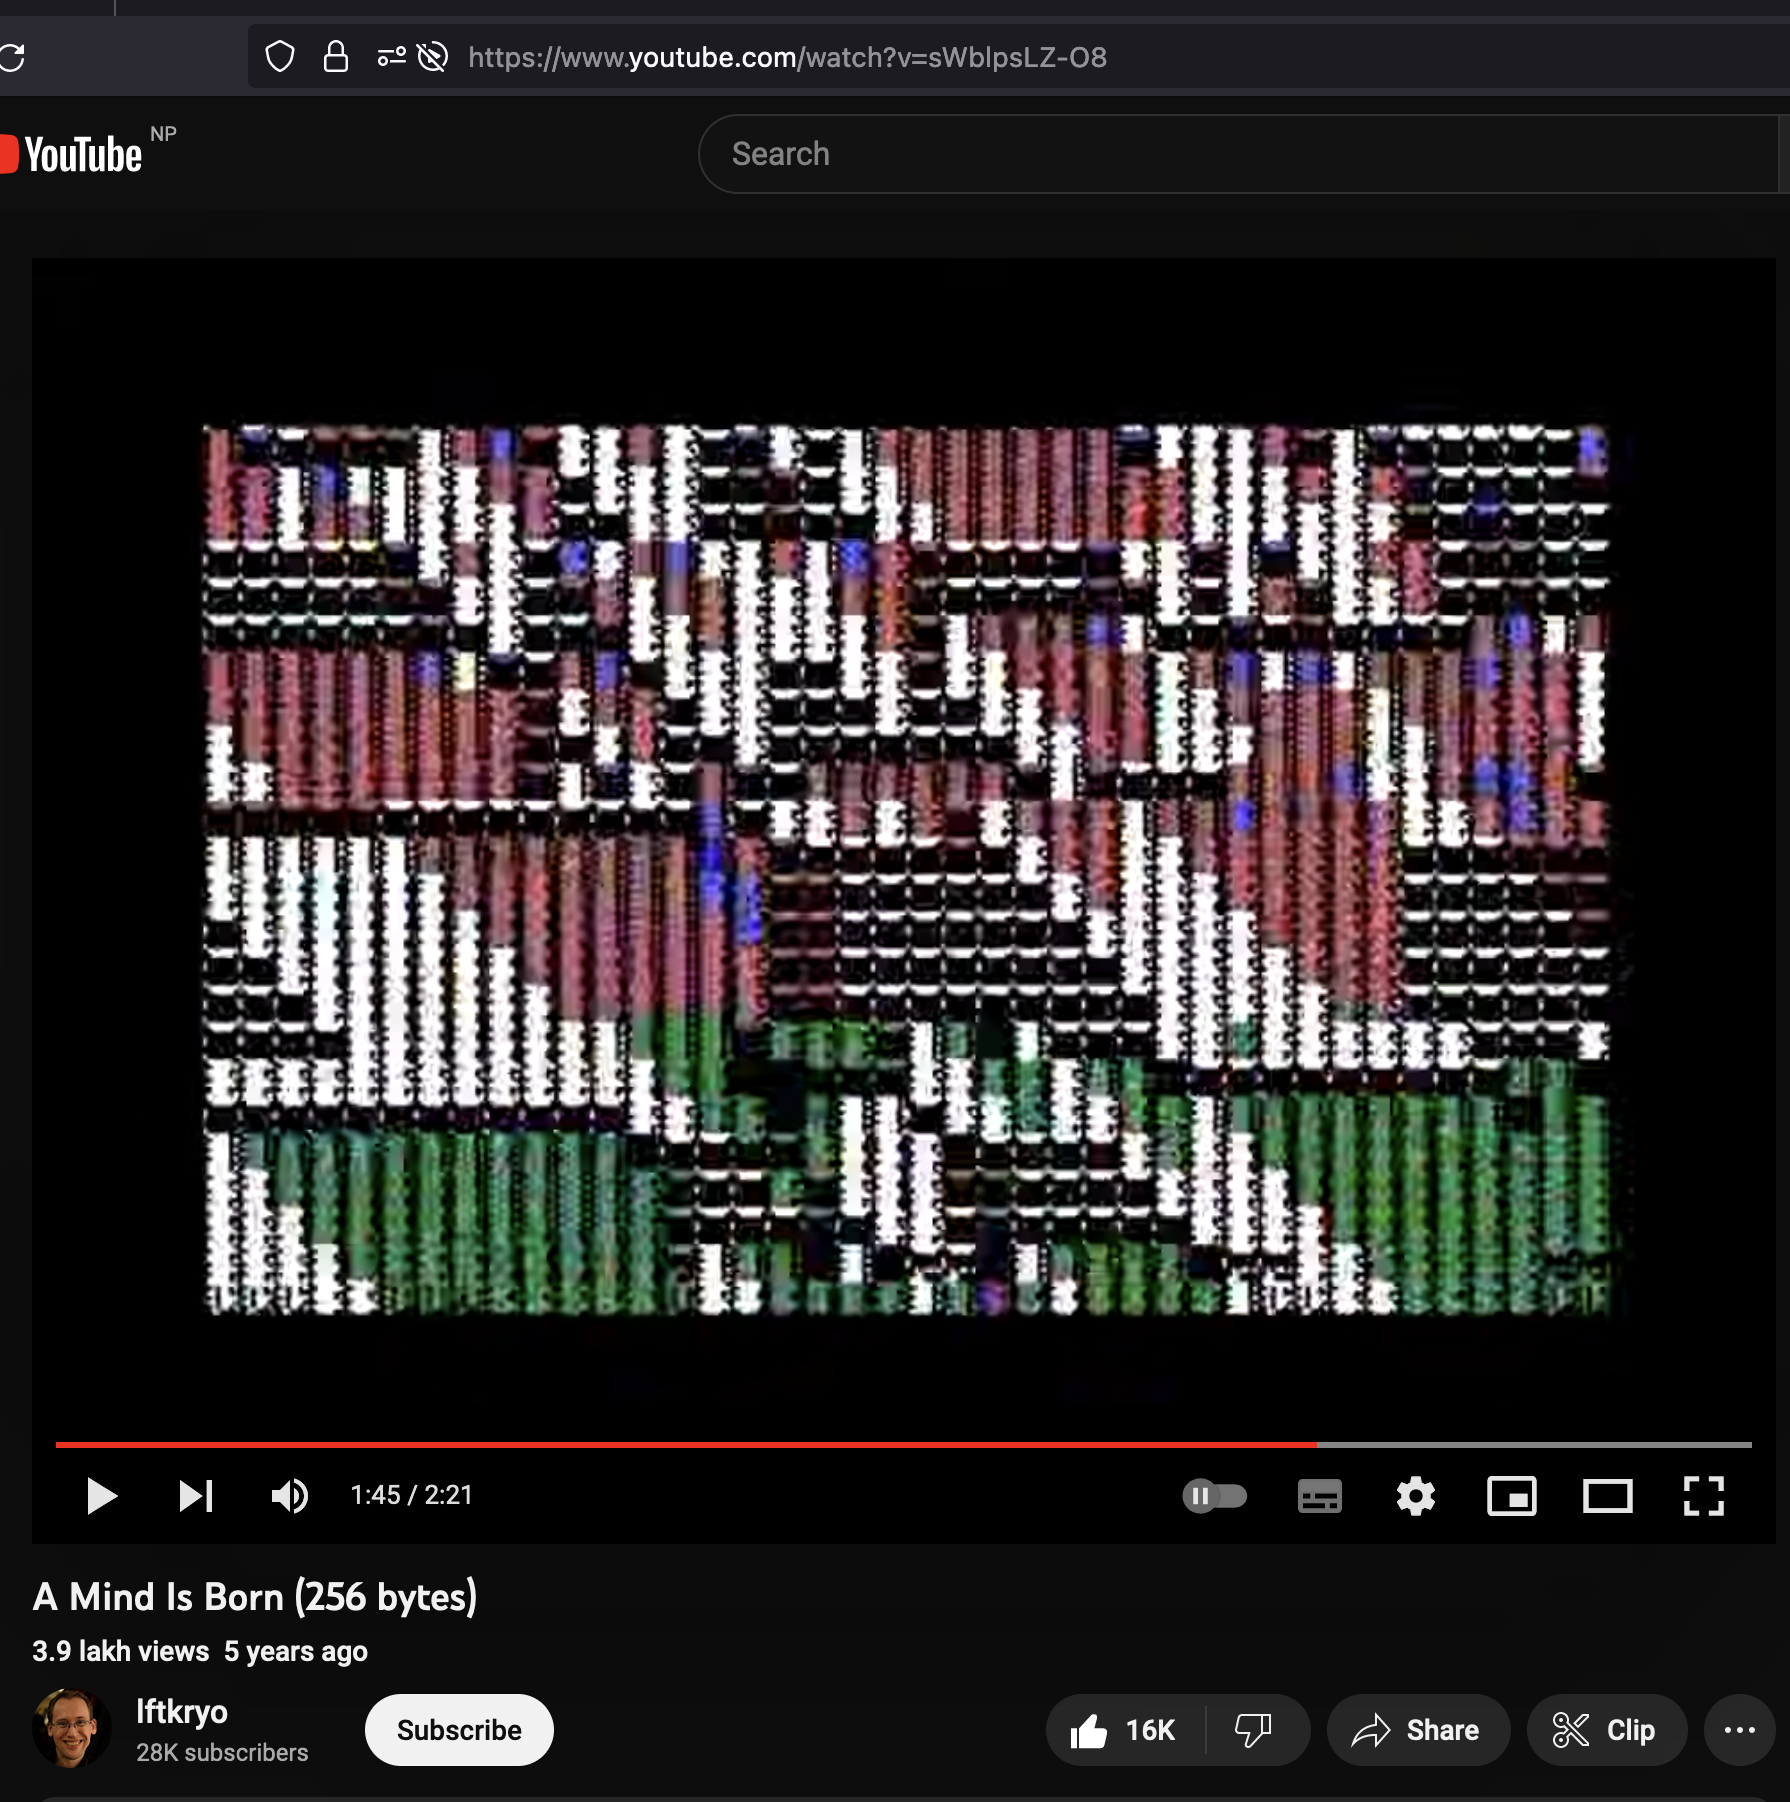 https://www.youtube.com/watch?v=sWblpsLZ-O8
YouTube NP
Search
1:45 / 2:21
A Mind Is Born (256 bytes)
3.9 lakh views 5 years ago
lftkryo
28K subscribers
Subscribe
16K
Share
Clip